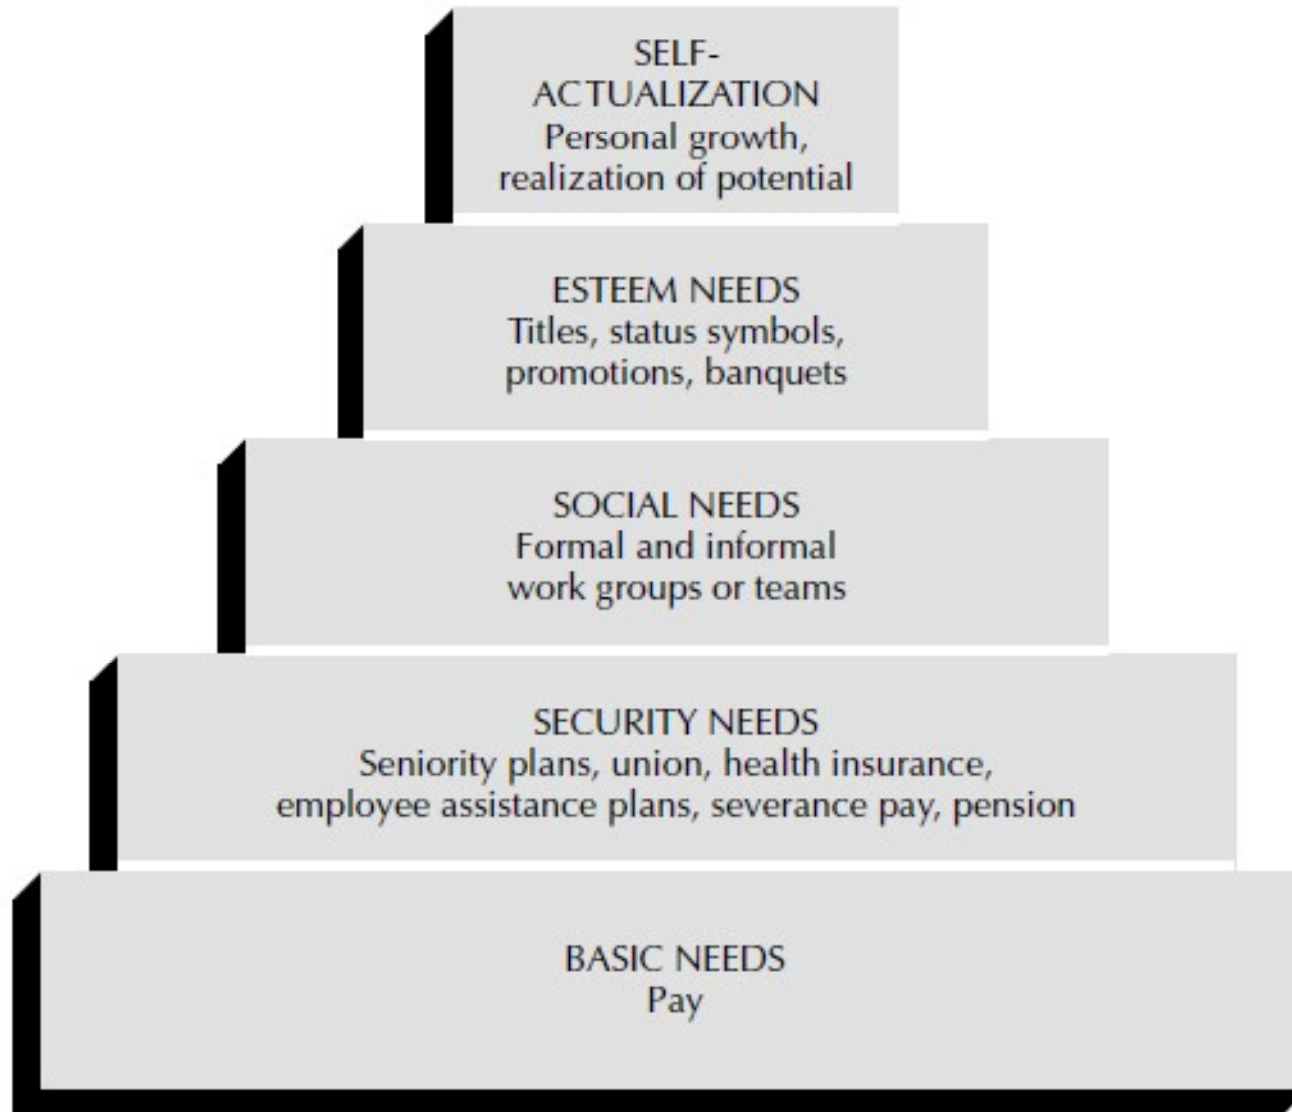 SELF-
ACTUALIZATION
Personal growth,
realization of potential
ESTEEM NEEDS
Titles, status symbols,
promotions, banquets
SOCIAL NEEDS
Formal and informal
work groups or teams
SECURITY NEEDS
Seniority plans, union, health insurance,
employee assistance plans, severance pay, pension
BASIC NEEDS
Pay